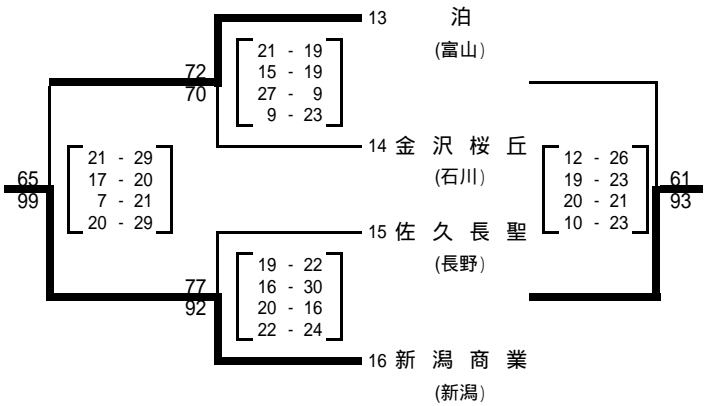 13 泊
(富山)
21 - 19
15 - 19
27 - 9
9 - 23
72
70
14 金沢桜丘
(石川)
21 - 29
17 - 20
7 - 21
20 - 29
65
99
12 - 26
19 - 23
20 - 21
10 - 23
61
93
15 佐久長聖
(長野)
19 - 22
16 - 30
20 - 16
22 - 24
77
92
16 新潟商業
(新潟)